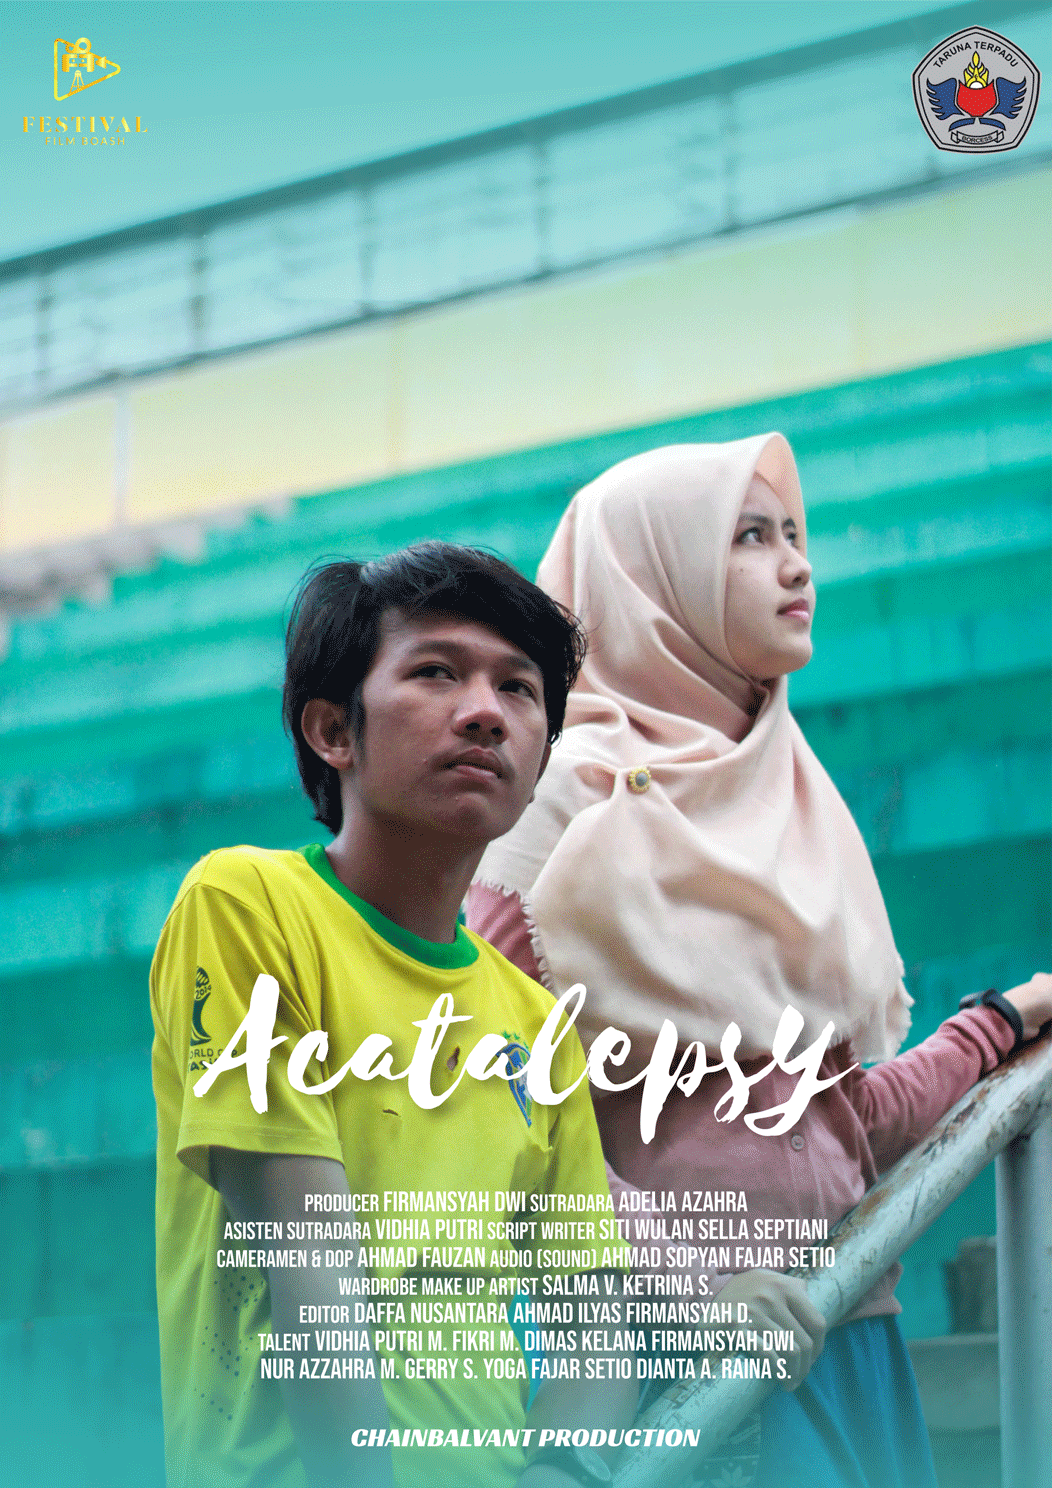 FESTIVAL
FILM BOASH
TARUNA TERPADU
BORCESS
2014
Acatalepsy
PRODUCER FIRMANSYAH DWI SUTRADARA ADELIA AZAHRA
ASISTEN SUTRADARA VIDHIA PUTRI SCRIPT WRITER SITI WULAN SELLA SEPTIANI
CAMERAMEN & DOP AHMAD FAUZAN AUDIO (SOUND) AHMAD SOPYAN FAJAR SETIO
WARDROBE MAKE UP ARTIST SALMA V. KETRINA S.
EDITOR DAFFA NUSANTARA AHMAD ILYAS FIRMANSYAH D.
TALENT VIDHIA PUTRI M. FIKRI M. DIMAS KELANA FIRMANSYAH DWI
NUR AZZAHRA M. GERRY S. YOGA FAJAR SETIO DIANTA A. RAINA S.
CHAINBALVANT PRODUCTION